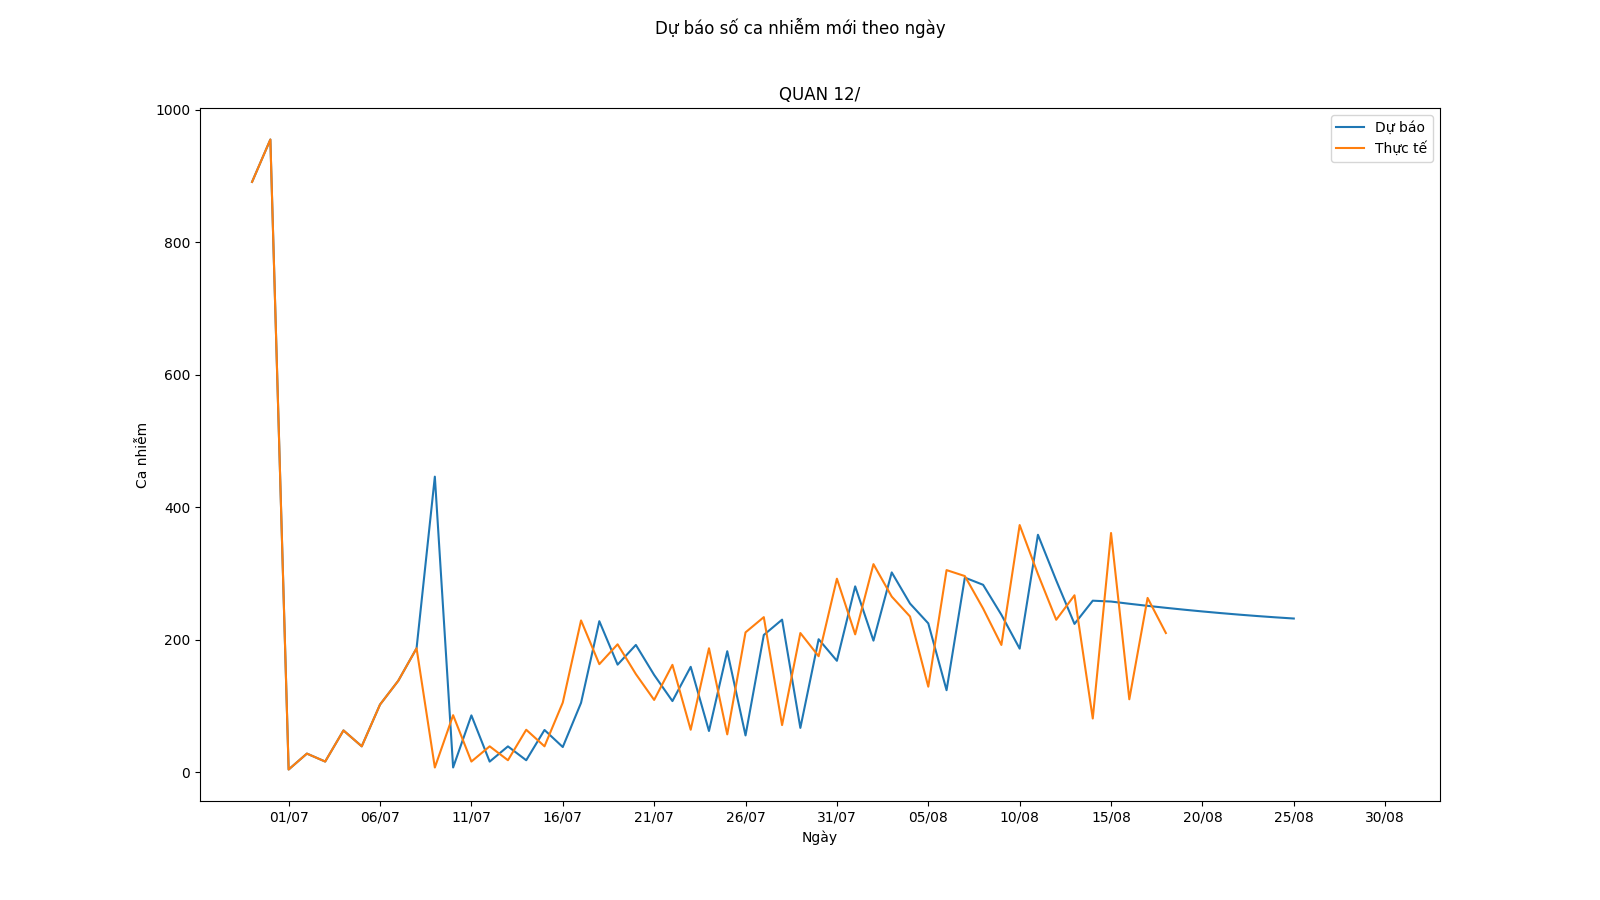 Dự báo số ca nhiễm mới theo ngày
QUAN 12/
Dự báo
Thực tế
1000
800
600
400
200
0
Ca nhiễm
01/07 06/07 11/07 16/07 21/07 26/07 31/07 05/08 10/08 15/08 20/08 25/08 30/08
Ngày